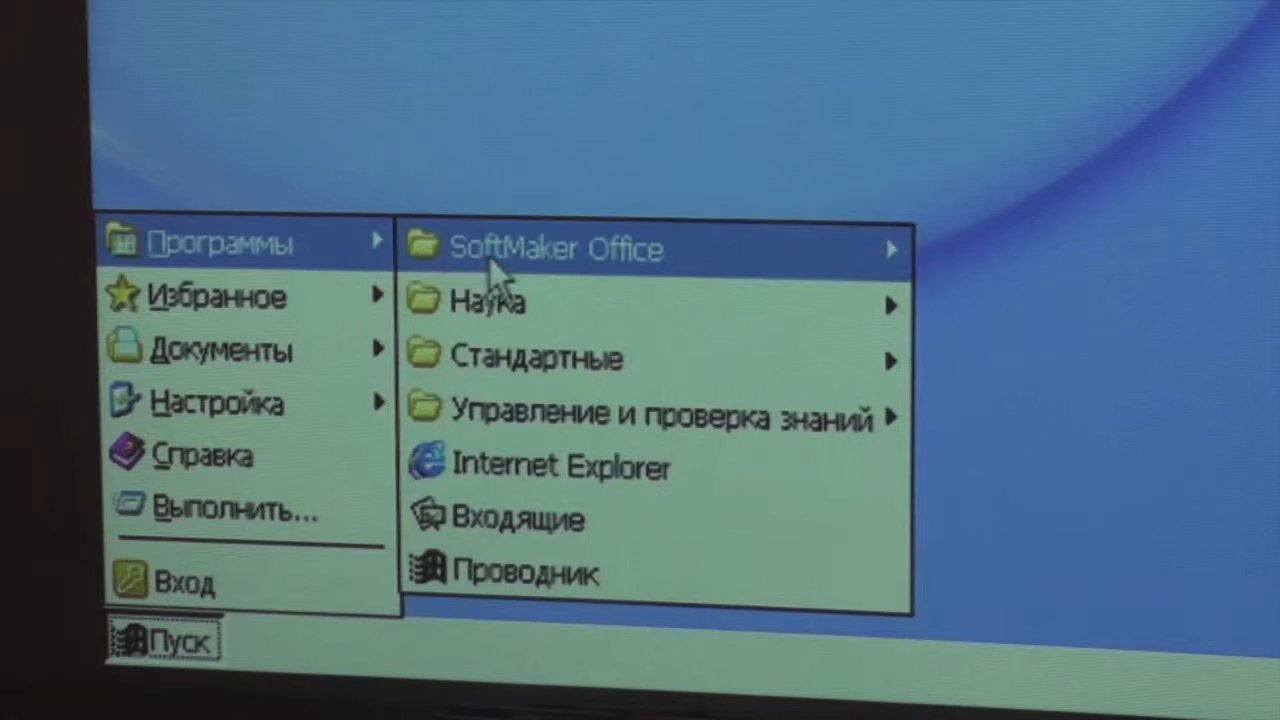 Программы
Избранное
Документы
Настройка
Справка
Выполнить...
Вход
Пуск
SoftMaker Office
Наука
Стандартные
Управление и проверка знаний
Internet Explorer
Входящие
Проводник